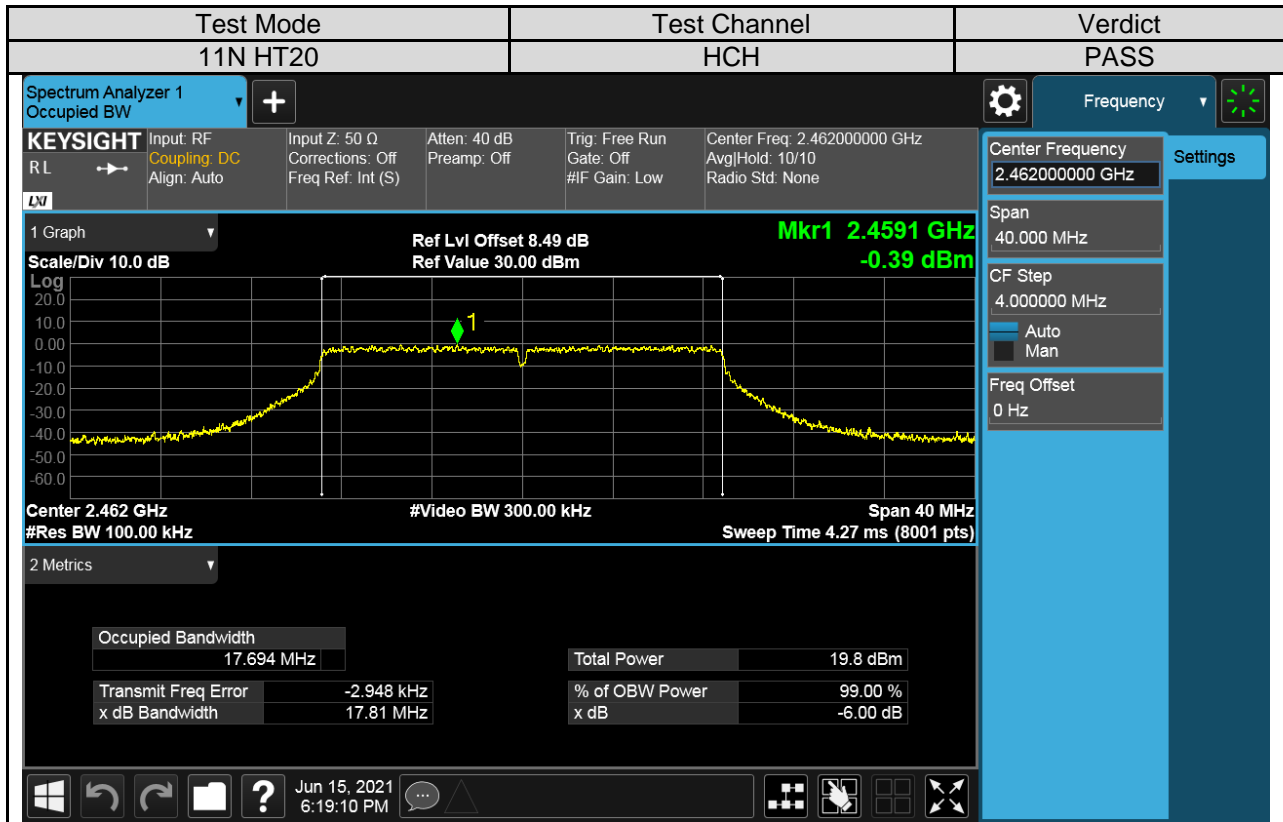 Test Mode Test Channel Verdict
11N HT20 HCH PASS
Spectrum Analyzer 1
Occupied BW
+
Frequency
KEYSIGHT
R L
LXI
Input: RF
Coupling: DC
Align: Auto
Input Z: 50 Ω
Corrections: Off
Freq Ref: Int (S)
Atten: 40 dB
Preamp: Off
Trig: Free Run
Gate: Off
#IF Gain: Low
Center Freq: 2.462000000 GHz
Avg|Hold: 10/10
Radio Std: None
Center Frequency
2.462000000 GHz
Settings
Span
40.000 MHz
CF Step
4.000000 MHz
Auto
Man
Freq Offset
0 Hz
1 Graph
Scale/Div 10.0 dB
Ref Lvl Offset 8.49 dB
Ref Value 30.00 dBm
Mkr1 2.4591 GHz
-0.39 dBm
Log
20.0
10.0
0.00
-10.0
-20.0
-30.0
-40.0
-50.0
-60.0
1
Center 2.462 GHz #Video BW 300.00 kHz Span 40 MHz
#Res BW 100.00 kHz Sweep Time 4.27 ms (8001 pts)
2 Metrics
Occupied Bandwidth
17.694 MHz
Total Power 19.8 dBm
Transmit Freq Error -2.948 kHz % of OBW Power 99.00 %
x dB Bandwidth 17.81 MHz x dB -6.00 dB
?
Jun 15, 2021
6:19:10 PM